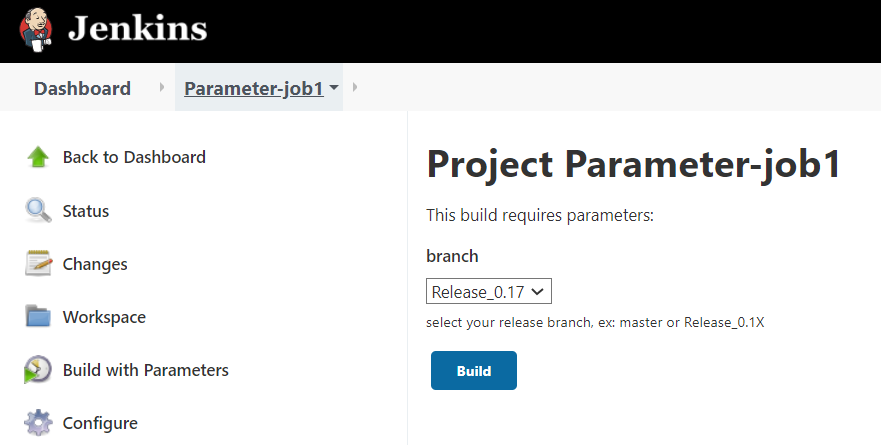 Jenkins
Dashboard Parameter-job1
Back to Dashboard
Status
Changes
Workspace
Build with Parameters
Configure
Project Parameter-job1
This build requires parameters:
branch
Release_0.17
select your release branch, ex: master or Release_0.1X
Build